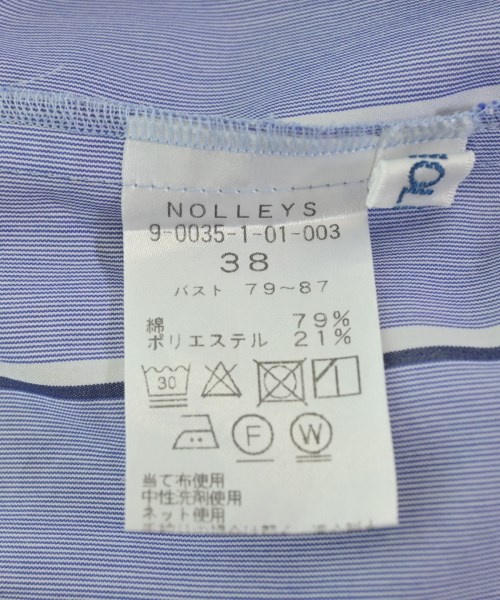 NOLLEYS
9-0035-1-01-003
38
バスト 79～87
綿 79%
ポリエステル 21%
30
F W
当て布使用
中性洗剤使用
ネット使用